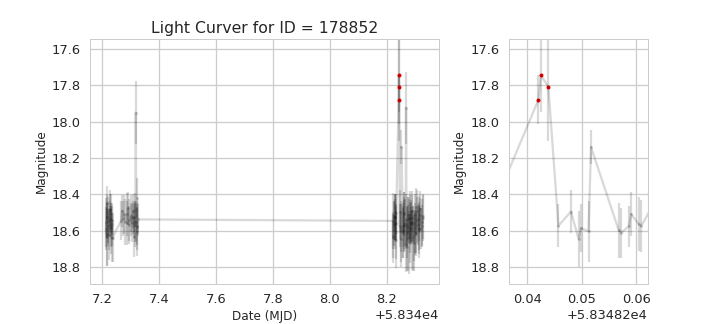 Light Curver for ID = 178852
17.6
17.8
18.0
18.2
18.4
18.6
18.8
Magnitude
7.2 7.4 7.6 7.8 8.0 8.2
Date (MJD)
+5.834e4
17.6
17.8
18.0
18.2
18.4
18.6
18.8
Magnitude
0.04 0.05 0.06
+5.83482e4